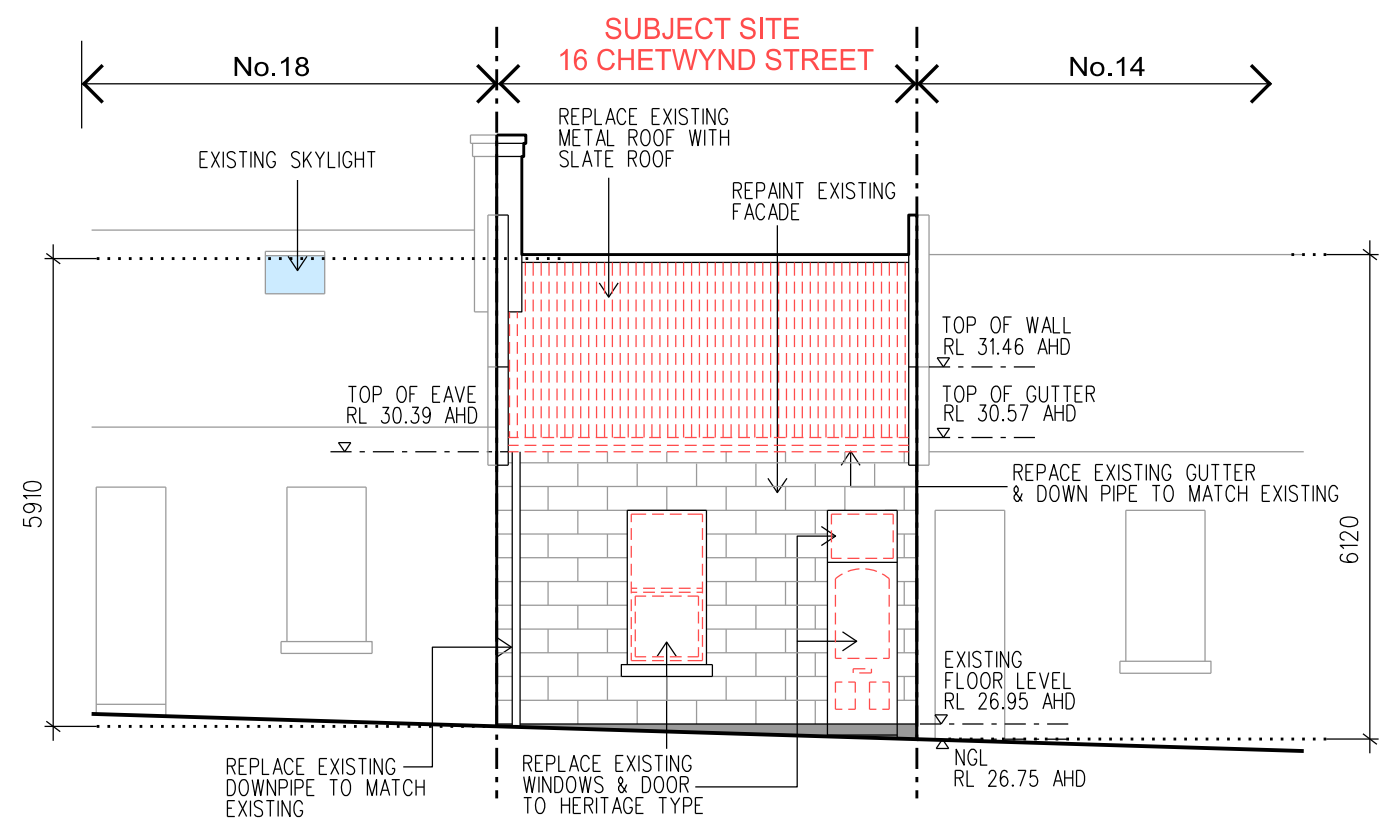 SUBJECT SITE
16 CHETWYND STREET
No.18
No.14
REPLACE EXISTING
METAL ROOF WITH
SLATE ROOF
EXISTING SKYLIGHT
REPAINT EXISTING
FACADE
TOP OF WALL
RL 31.46 AHD
TOP OF EAVE
RL 30.39 AHD
TOP OF GUTTER
RL 30.57 AHD
REPACE EXISTING GUTTER
& DOWN PIPE TO MATCH EXISTING
5910
6120
EXISTING
FLOOR LEVEL
RL 26.95 AHD
NGL
RL 26.75 AHD
REPLACE EXISTING
DOWNPIPE TO MATCH
EXISTING
REPLACE EXISTING
WINDOWS & DOOR
TO HERITAGE TYPE